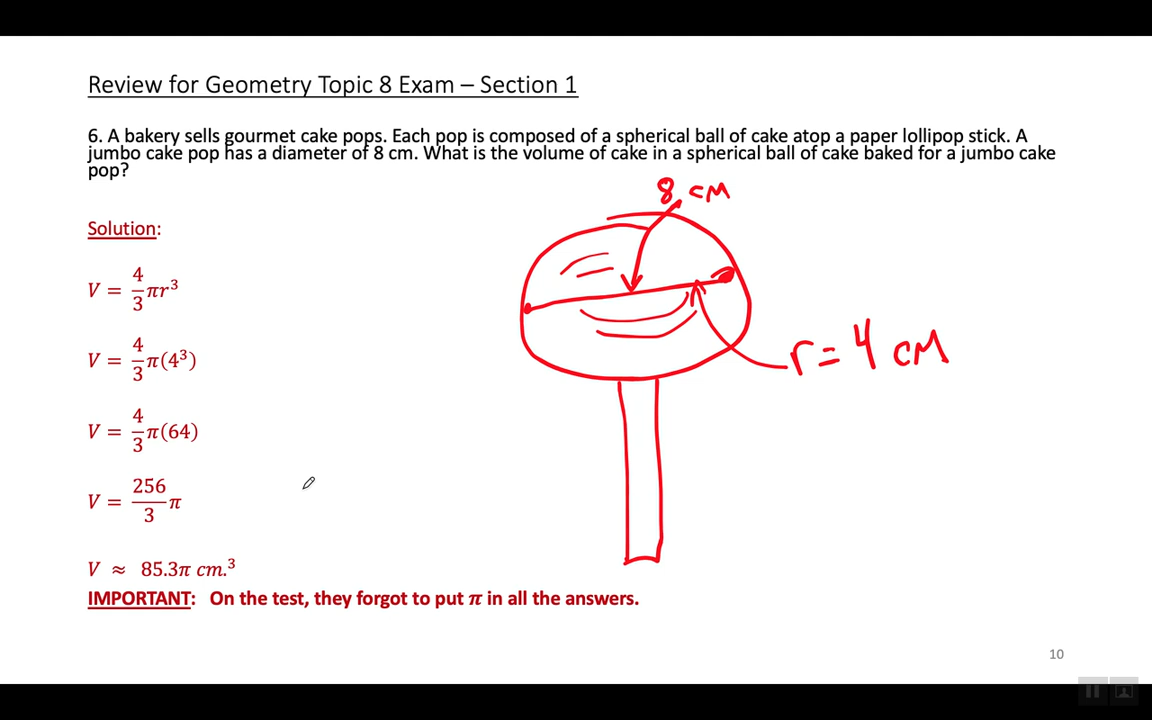 Review for Geometry Topic 8 Exam – Section 1
6. A bakery sells gourmet cake pops. Each pop is composed of a spherical ball of cake atop a paper lollipop stick. A
jumbo cake pop has a diameter of 8 cm. What is the volume of cake in a spherical ball of cake baked for a jumbo cake
pop?
8 cM
Solution:
V = 4/3 πr³
r = 4 cM
V = 4/3 π(4³)
V = 4/3 π(64)
V = 256/3 π
V ≈ 85.3π cm.³
IMPORTANT: On the test, they forgot to put π in all the answers.
10